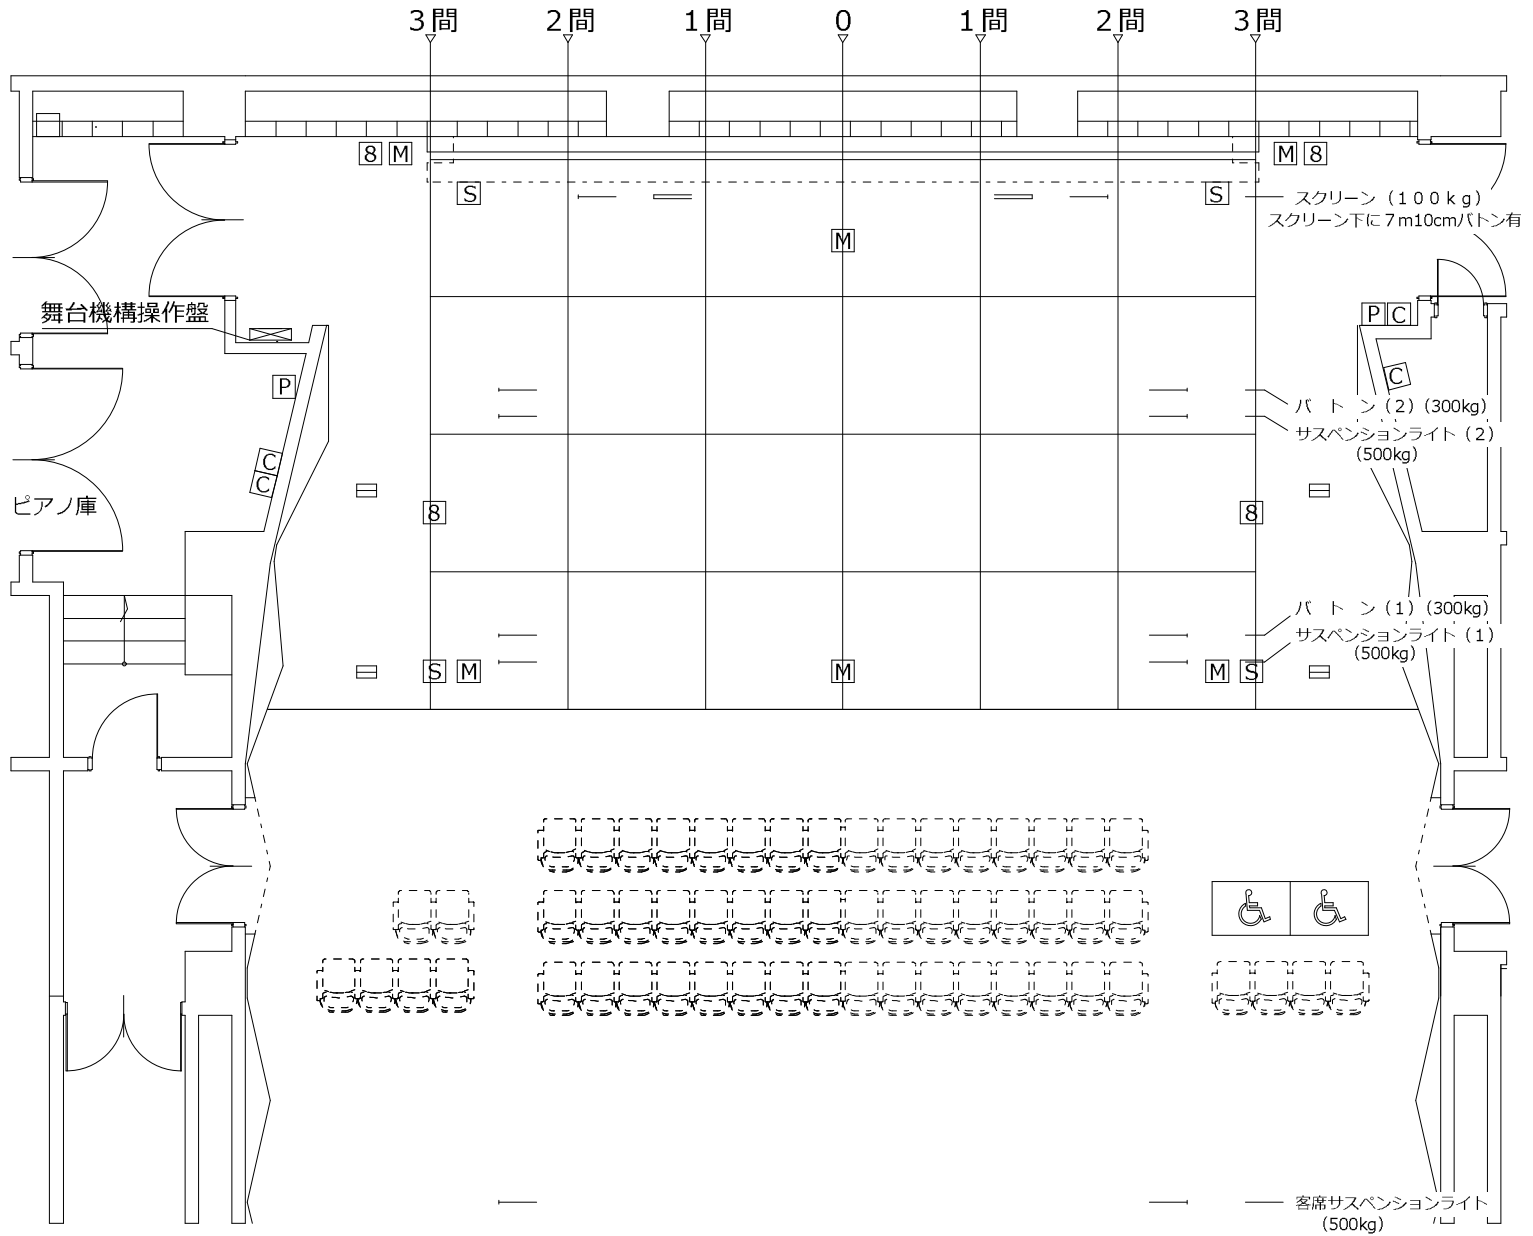 3間 2間 1間 0 1間 2間 3間
8 M M 8
S S
スクリーン（１００ｋｇ）
スクリーン下に７m10cmバトン有
M
舞台機構操作盤
P C
P C
バ　ト　ン（２）（300kg）
サスペンションライト（２）
（500kg）
C
C
ピアノ庫
8 8
バ　ト　ン（１）（300kg）
サスペンションライト（１）
（500kg）
S M M M S
客席サスペンションライト
（500kg）